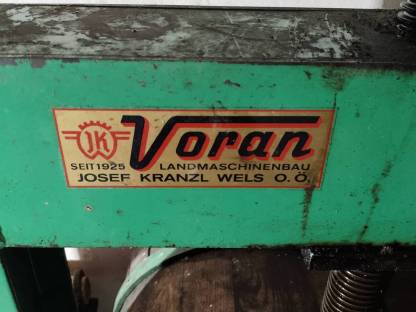 JK
Voran
SEIT 1925 LANDMASCHINENBAU
JOSEF KRANZL WELS O.Ö.